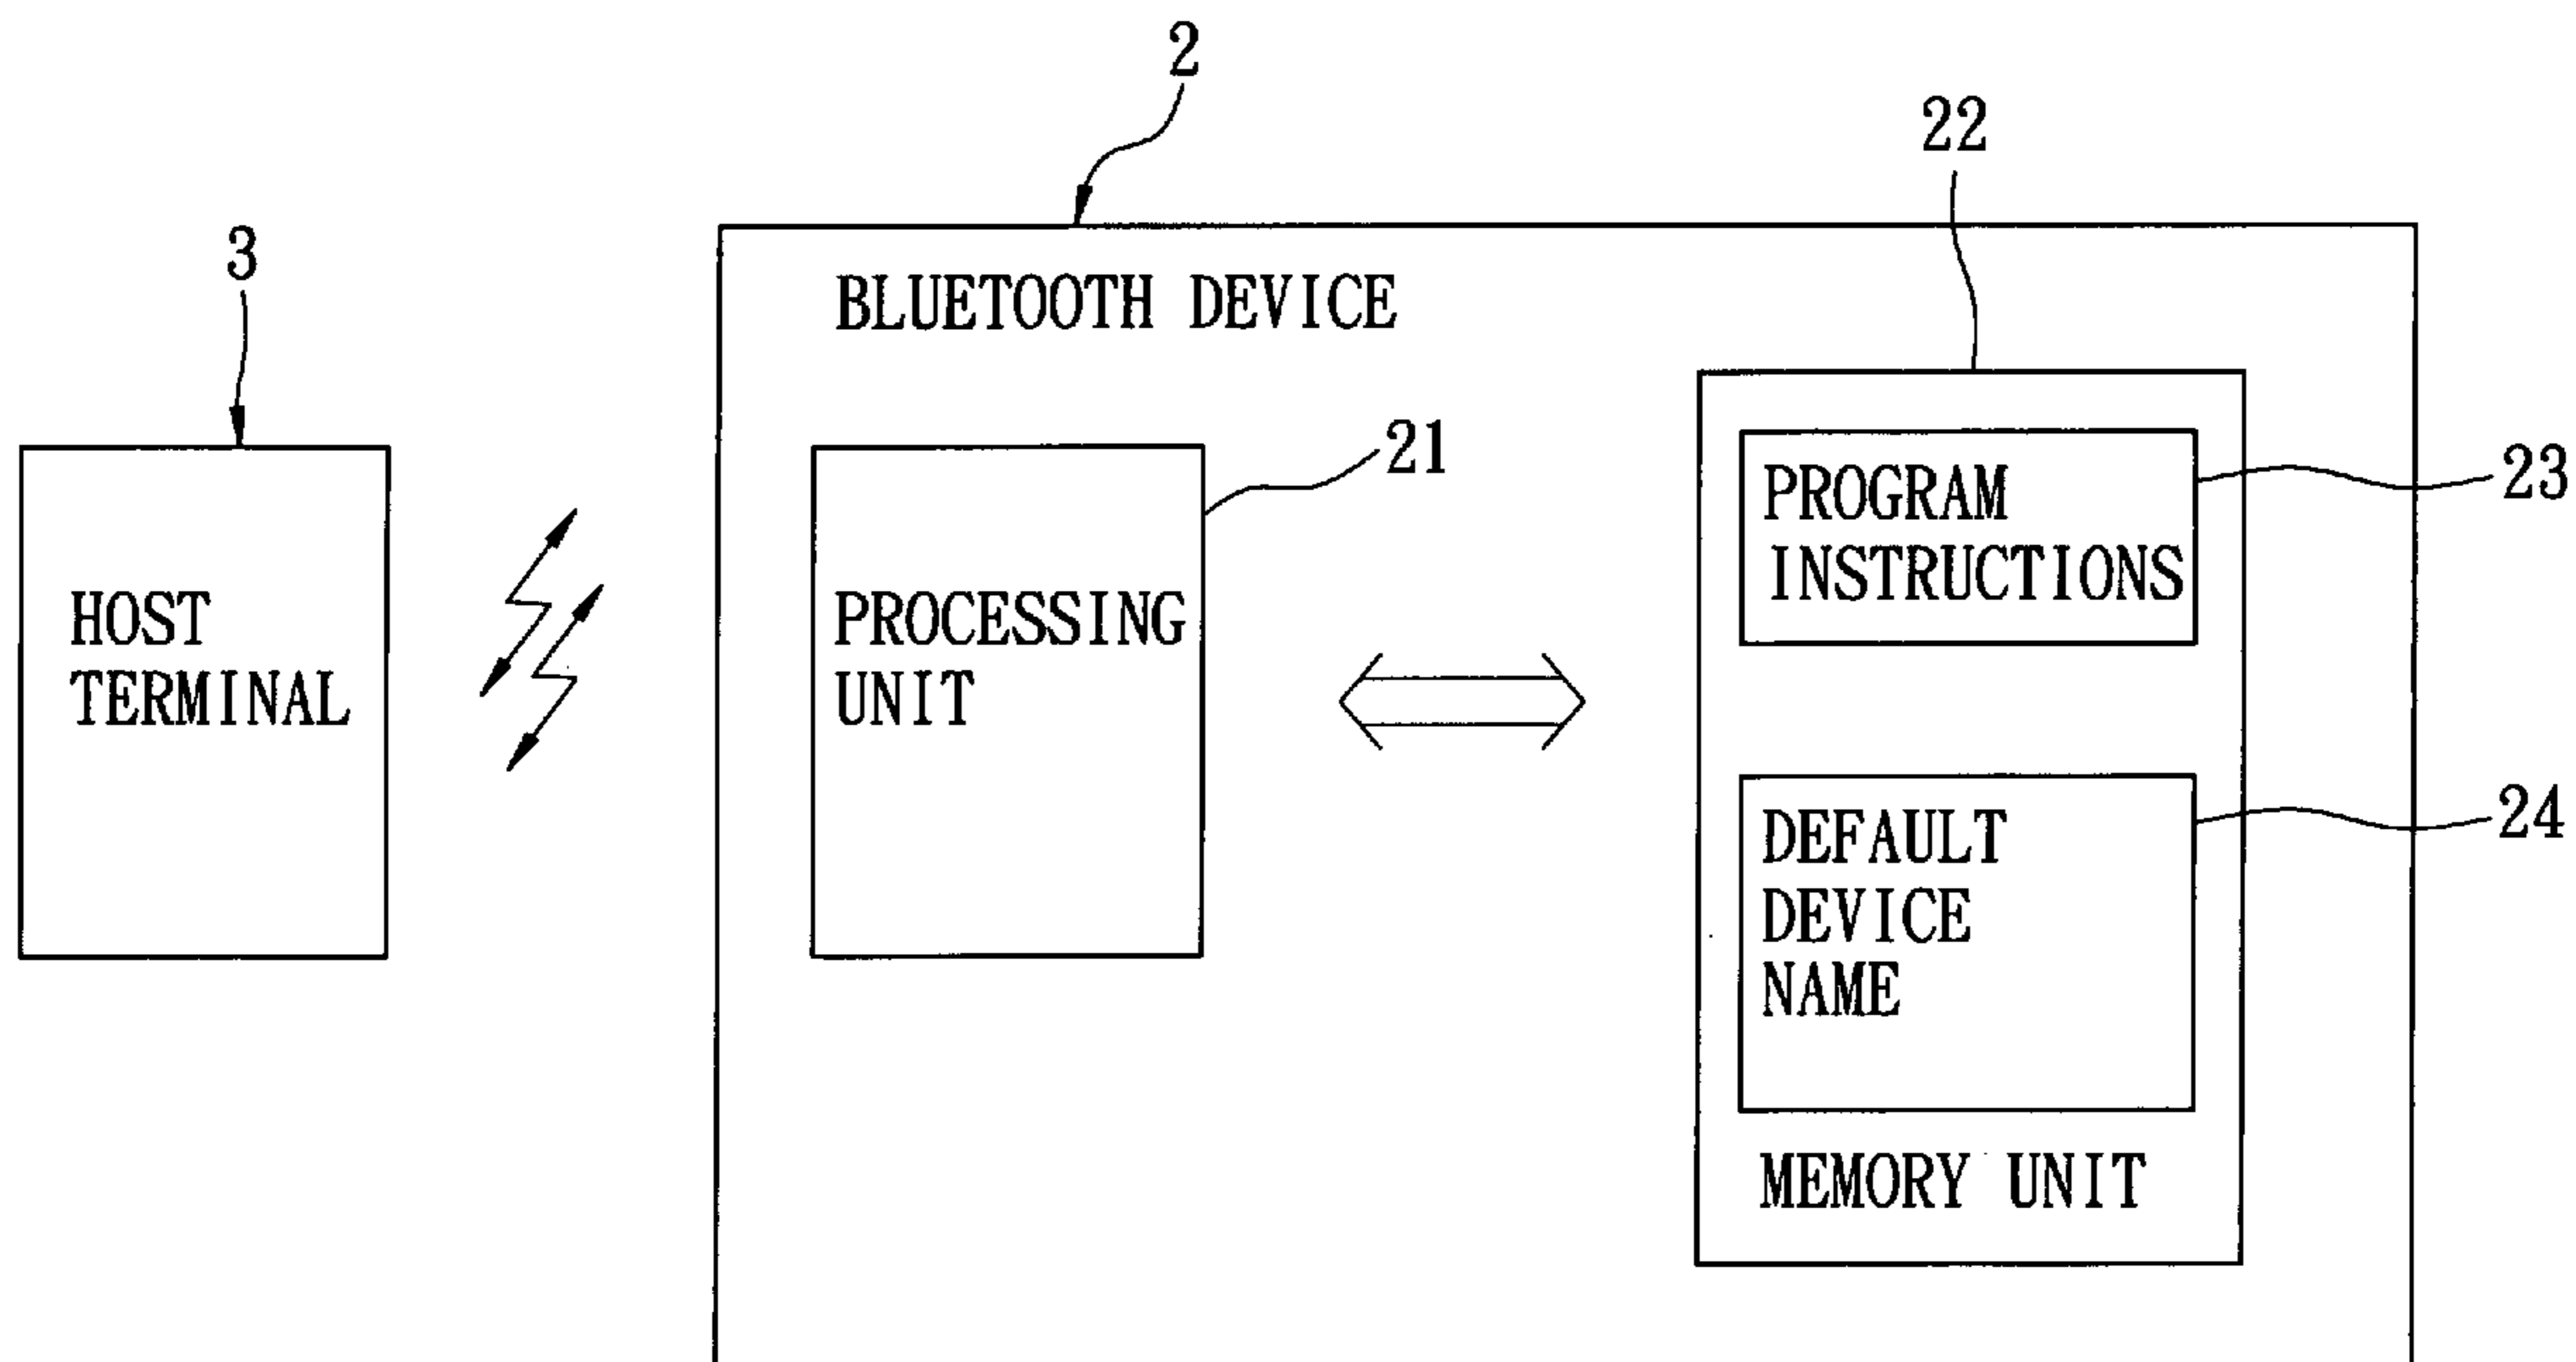 2
22
3
BLUETOOTH DEVICE
21
23
PROGRAM
INSTRUCTIONS
HOST
TERMINAL
PROCESSING
UNIT
24
DEFAULT
DEVICE
NAME
MEMORY UNIT